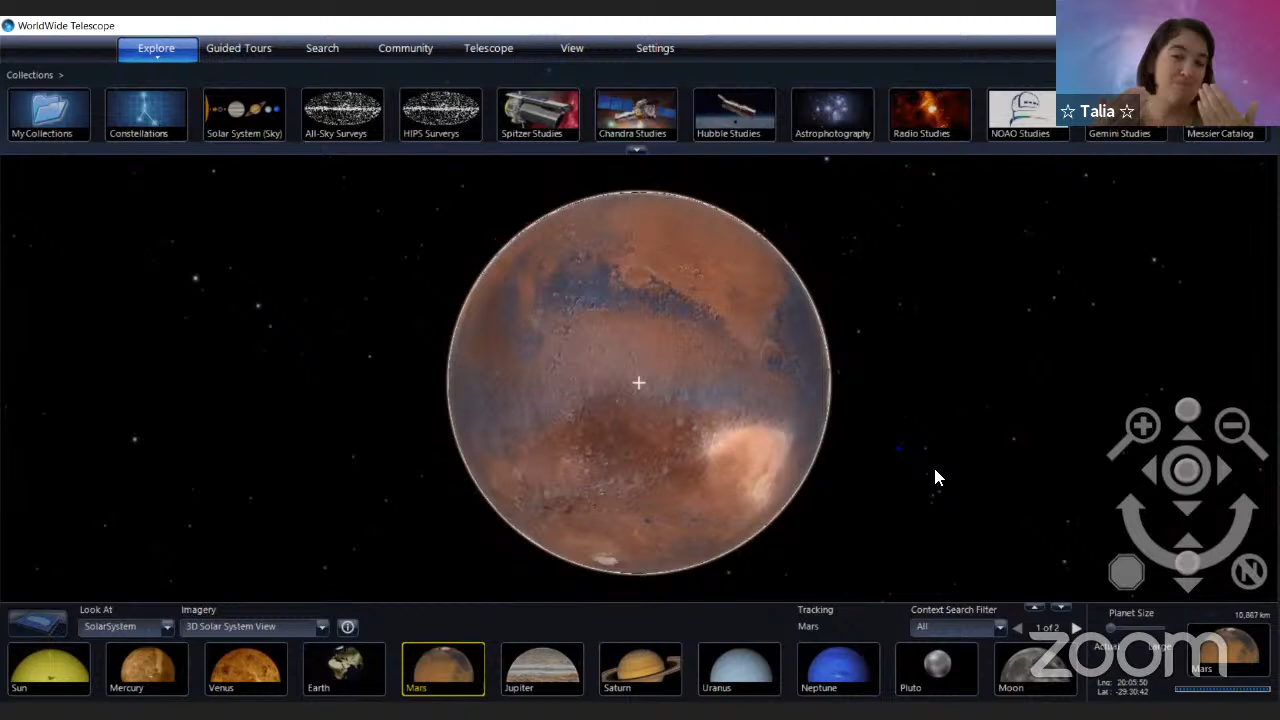 WorldWide Telescope
Explore Guided Tours Search Community Telescope View Settings
☆ Talia ☆
Collections >
My Collections Constellations Solar System (Sky) All-Sky Surveys HIPS Surverys Spitzer Studies Chandra Studies Hubble Studies Astrophotography Radio Studies NOAO Studies Gemini Studies Messier Catalog
Look At Imagery Tracking Context Search Filter Planet Size 10,867 km
SolarSystem 3D Solar System View Mars All 1 of 2
Actual Large
zoom
Sun Mercury Venus Earth Mars Jupiter Saturn Uranus Neptune Pluto Moon Mars
Lng: 20:05:50
Lat: -29:30:42
N